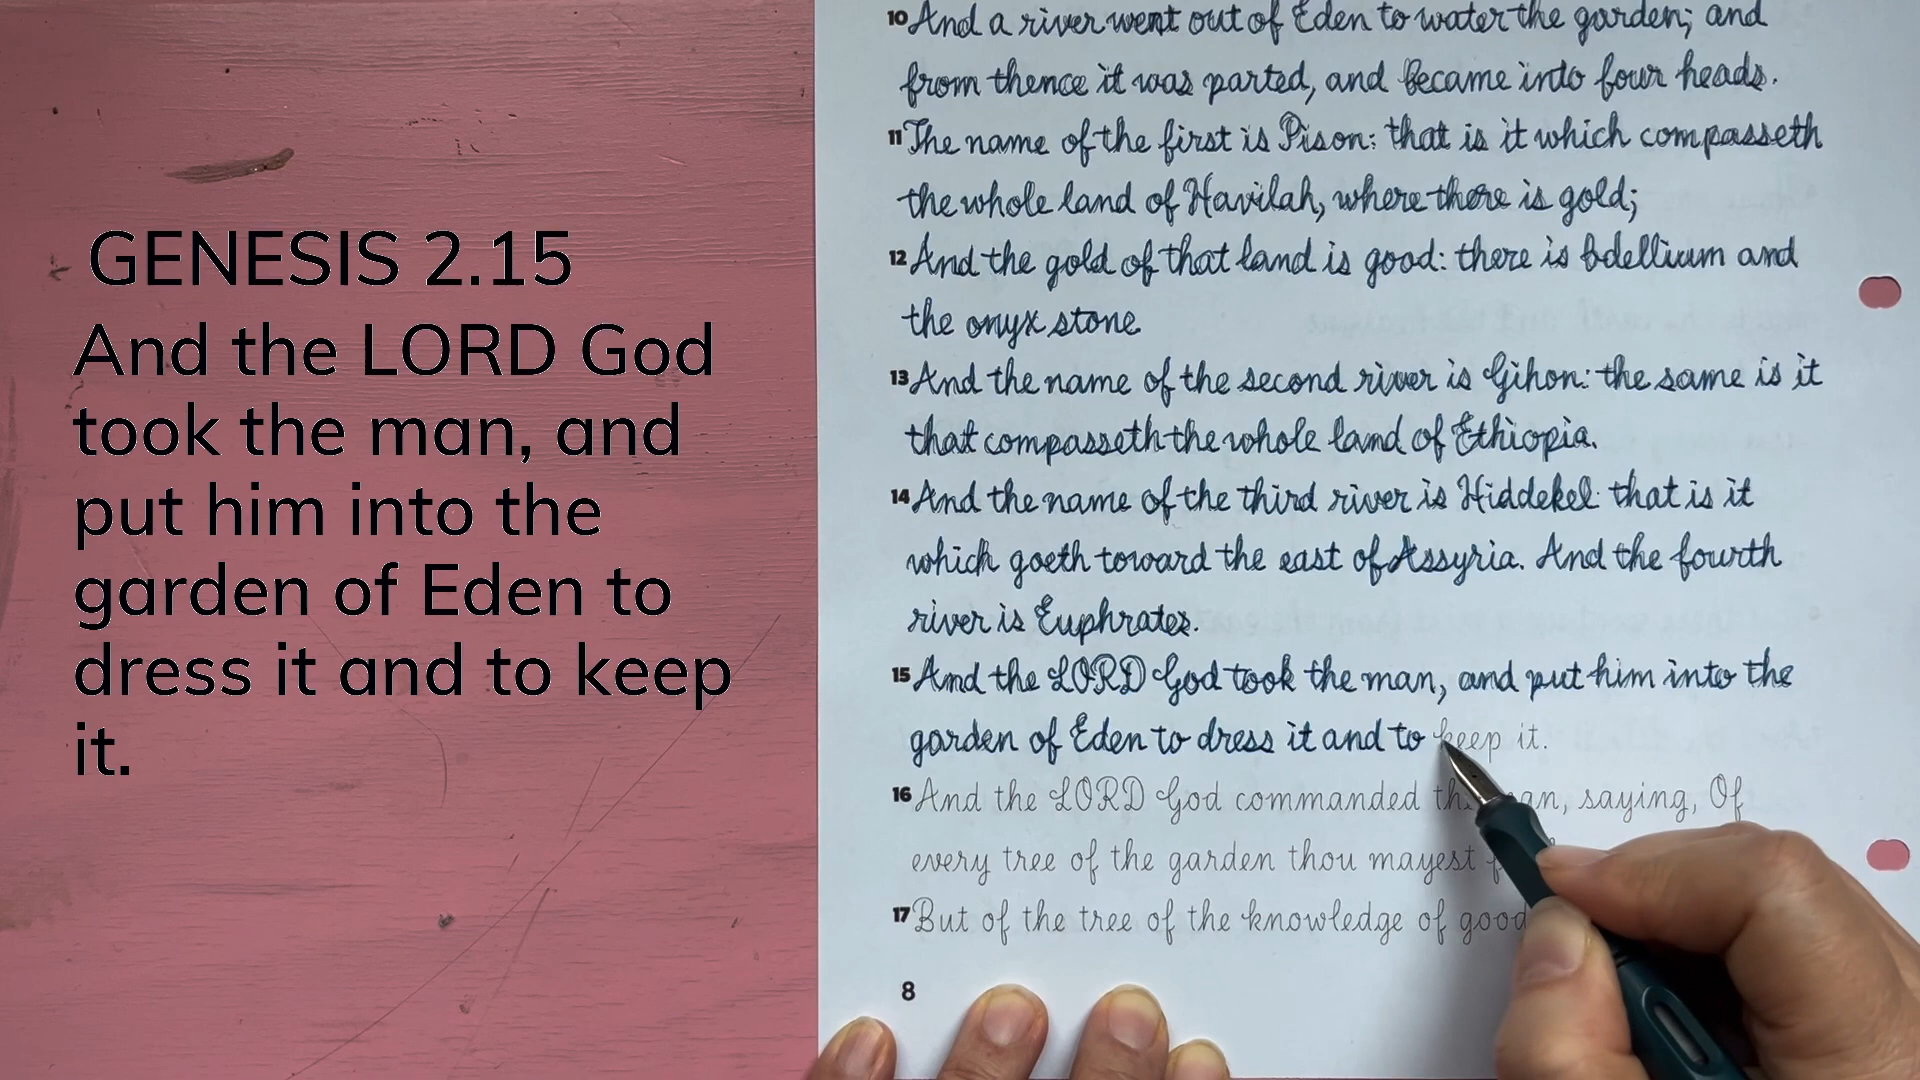 GENESIS 2.15
And the LORD God
took the man, and
put him into the
garden of Eden to
dress it and to keep
it.
10 And a river went out of Eden to water the garden; and
from thence it was parted, and became into four heads.
11 The name of the first is Pison: that is it which compasseth
the whole land of Havilah, where there is gold;
12 And the gold of that land is good: there is bdellium and
the onyx stone
13 And the name of the second river is Gihon: the same is it
that compasseth the whole land of Ethiopia.
14 And the name of the third river is Hiddekel: that is it
which goeth toward the east of Assyria. And the fourth
river is Euphrates.
15 And the LORD God took the man, and put him into the
garden of Eden to dress it and to keep it.
16 And the LORD God commanded the man, saying, Of
every tree of the garden thou mayest
17 But of the tree of the knowledge of good
8